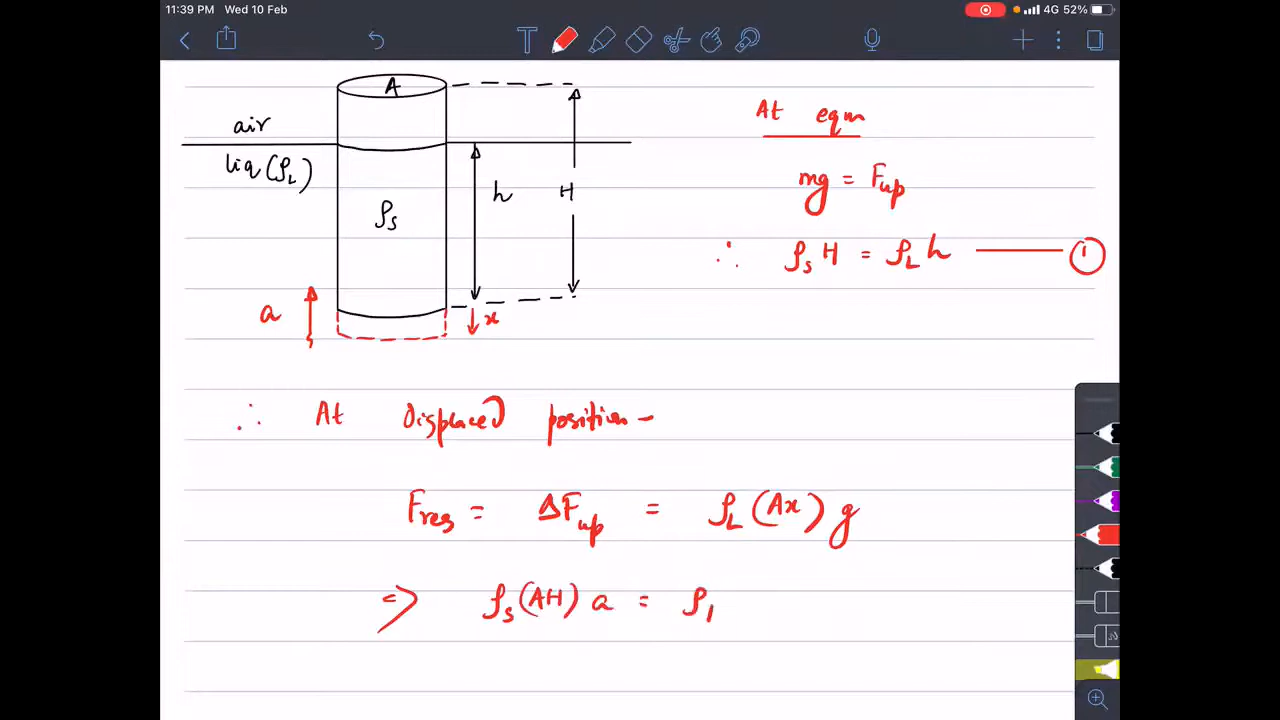 11:39 PM Wed 10 Feb 4G 52%
A
air
liq (ρL)
ρS
h
H
a
x
At eqm
mg = Fup
∴ ρS H = ρL h ——— ①
∴ At Displaced position –
Fres = ΔFup = ρL (Ax) g
⇒ ρS (AH) a = ρl